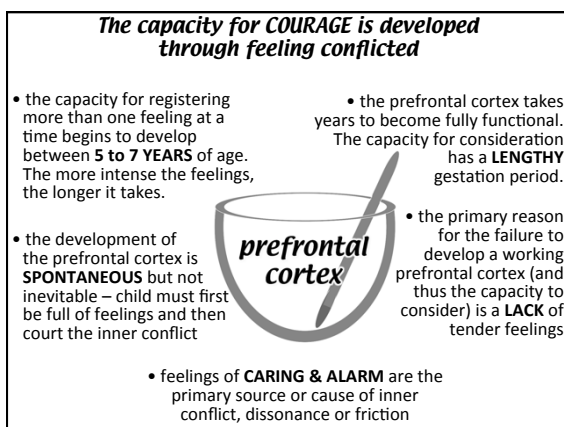 The capacity for COURAGE is developed
through feeling conflicted
• the capacity for registering
more than one feeling at a
time begins to develop
between 5 to 7 YEARS of age.
The more intense the feelings,
the longer it takes.
• the development of
the prefrontal cortex is
SPONTANEOUS but not
inevitable – child must first
be full of feelings and then
court the inner conflict
prefrontal
cortex
• the prefrontal cortex takes
years to become fully functional.
The capacity for consideration
has a LENGTHY
gestation period.
• the primary reason
for the failure to
develop a working
prefrontal cortex (and
thus the capacity to
consider) is a LACK of
tender feelings
• feelings of CARING & ALARM are the
primary source or cause of inner
conflict, dissonance or friction